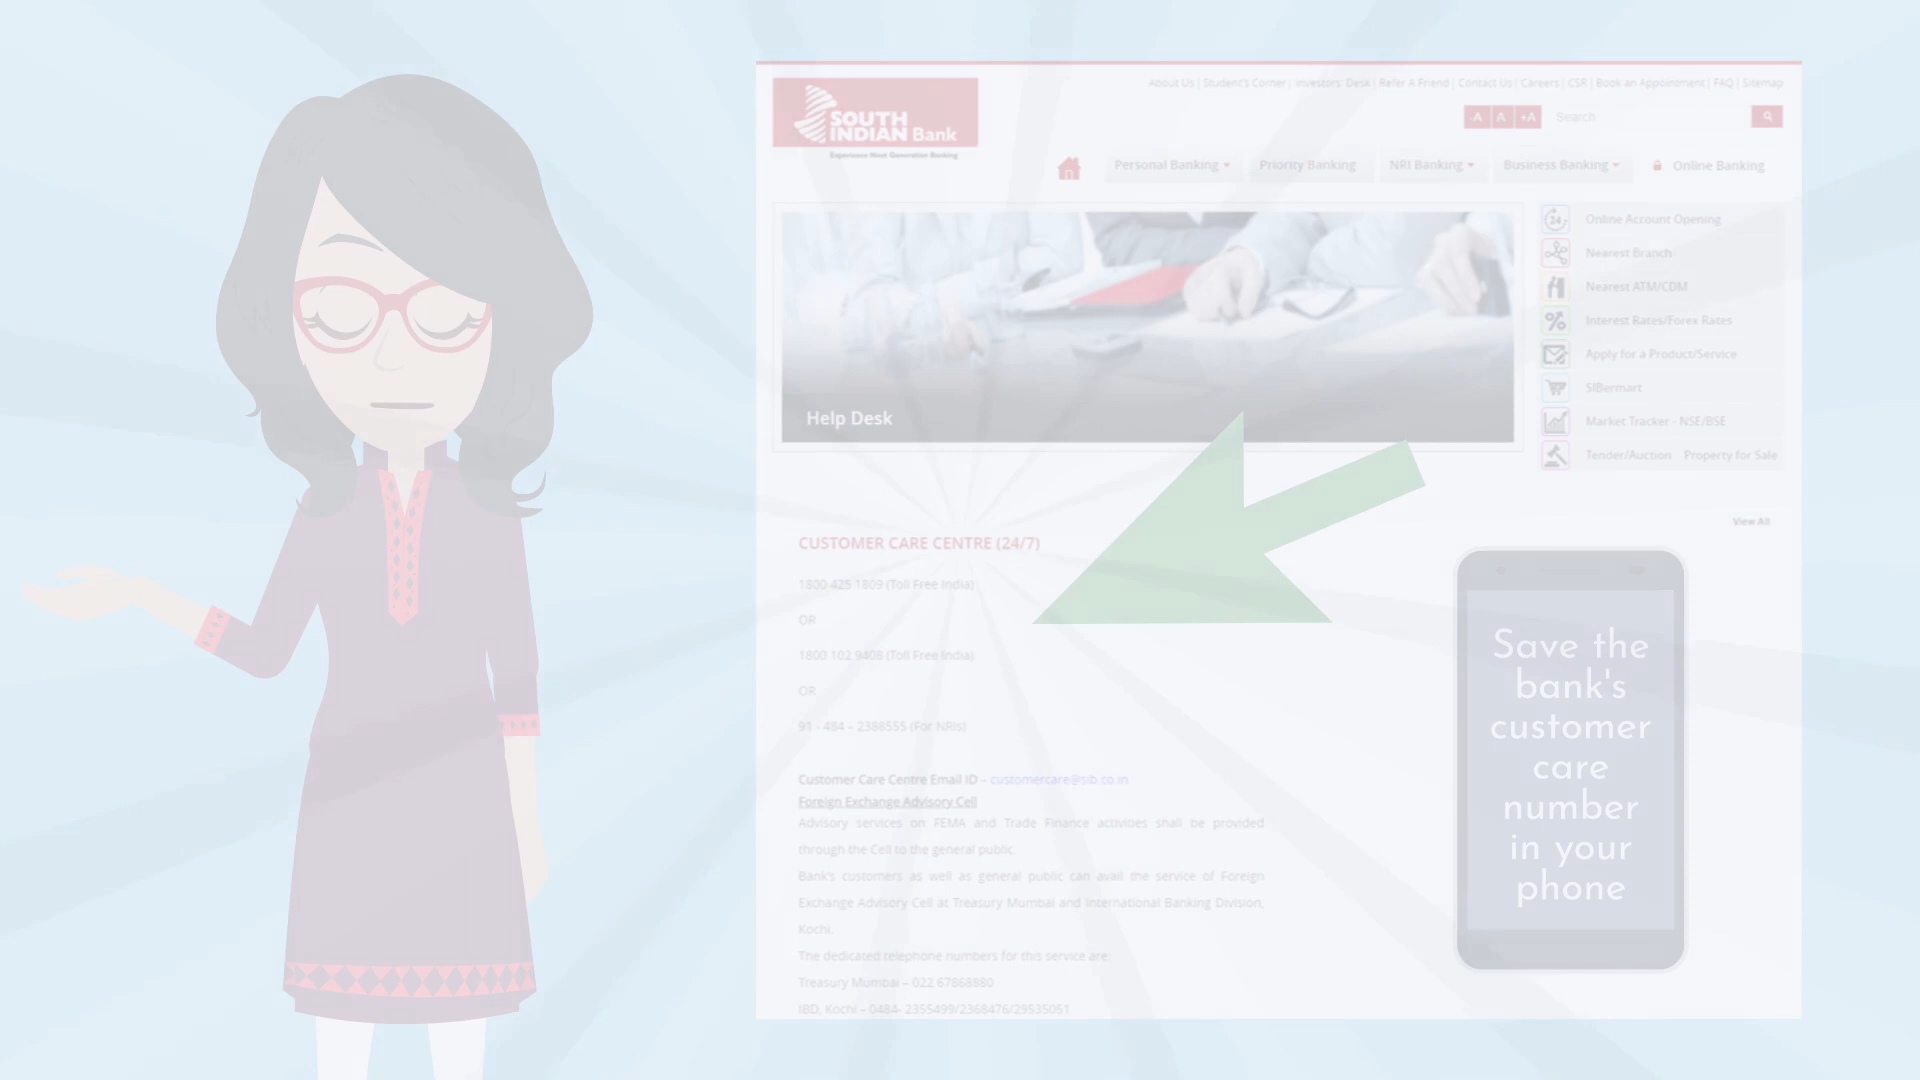 About Us | Student's Corner | Investors' Desk | Refer A Friend | Contact Us | Careers | CSR | Book an Appointment | FAQ | Sitemap
SOUTH
INDIAN Bank
Experience Next Generation Banking
-A A +A Search
Personal Banking Priority Banking NRI Banking Business Banking Online Banking
24
Online Account Opening
Nearest Branch
Nearest ATM/CDM
Interest Rates/Forex Rates
Apply for a Product/Service
SIBermart
Market Tracker - NSE/BSE
Tender/Auction Property for Sale
Help Desk
View All
CUSTOMER CARE CENTRE (24/7)
1800 425 1809 (Toll Free India)
OR
1800 102 9408 (Toll Free India)
OR
91 - 484 – 2388555 (For NRIs)
Customer Care Centre Email ID – customercare@sib.co.in
Foreign Exchange Advisory Cell
Advisory services on FEMA and Trade Finance activities shall be provided
through the Cell to the general public.
Bank's customers as well as general public can avail the service of Foreign
Exchange Advisory Cell at Treasury Mumbai and International Banking Division,
Kochi.
The dedicated telephone numbers for this service are:
Treasury Mumbai – 022 67868880
IBD, Kochi – 0484- 2355499/2368476/29535051
Save the
bank's
customer
care
number
in your
phone